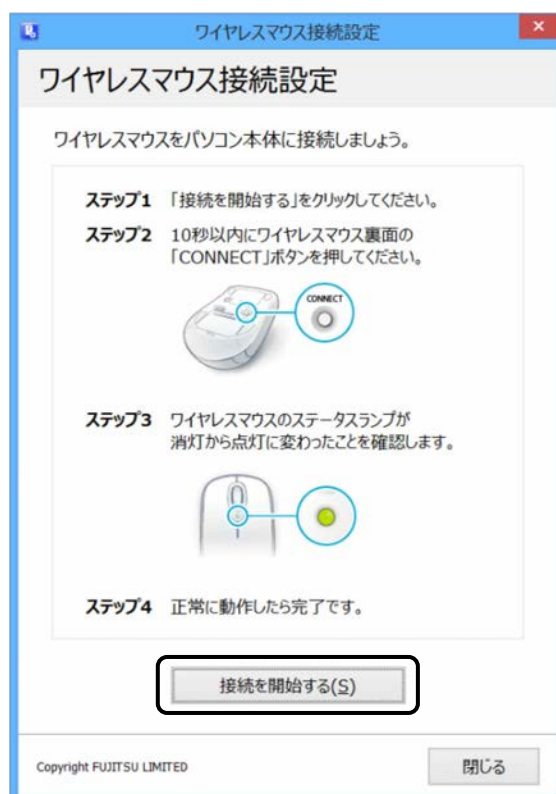 ワイヤレスマウス接続設定
ワイヤレスマウス接続設定
ワイヤレスマウスをパソコン本体に接続しましょう。
ステップ1 「接続を開始する」をクリックしてください。
ステップ2 10秒以内にワイヤレスマウス裏面の
「CONNECT」ボタンを押してください。
CONNECT
ステップ3 ワイヤレスマウスのステータスランプが
消灯から点灯に変わったことを確認します。
ステップ4 正常に動作したら完了です。
接続を開始する(S)
Copyright FUJITSU LIMITED
閉じる